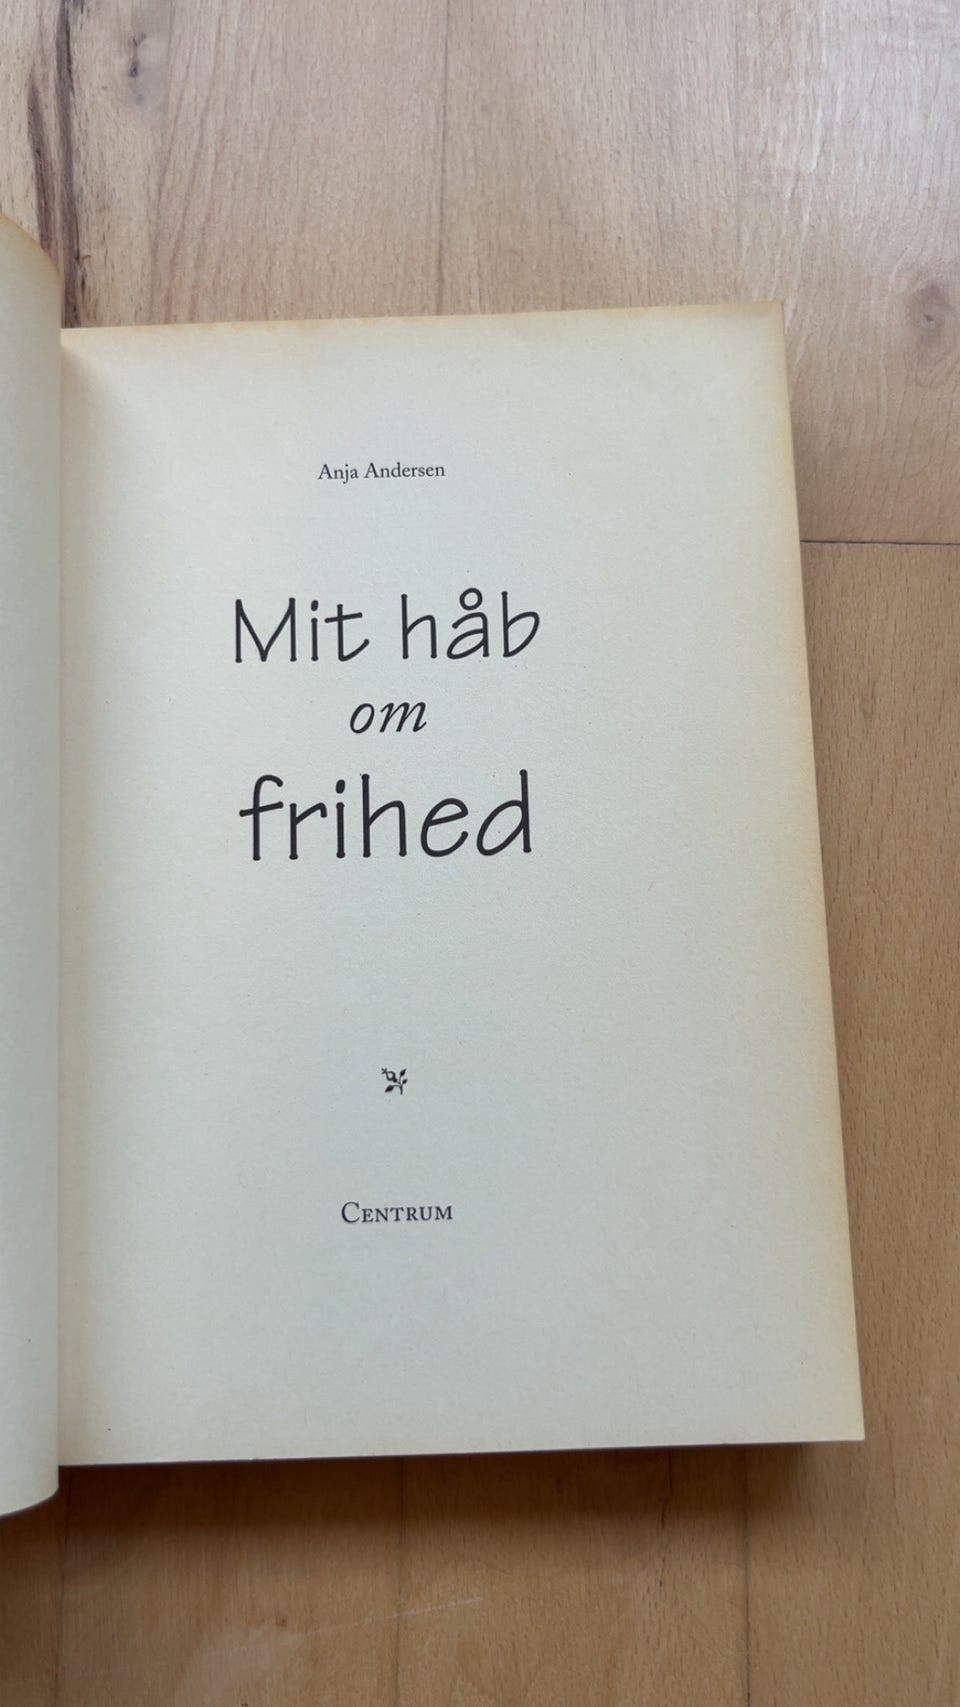 Anja Andersen
Mit håb
om
frihed
CENTRUM